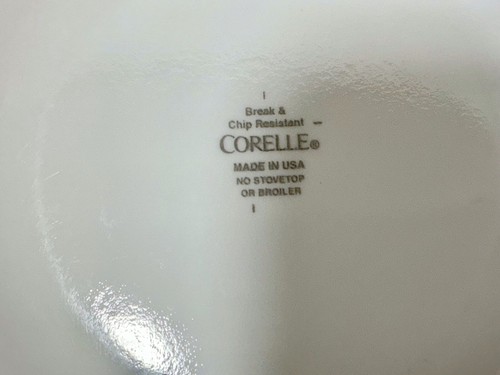 Break &
Chip Resistant –
CORELLE®
MADE IN USA
NO STOVETOP
OR BROILER